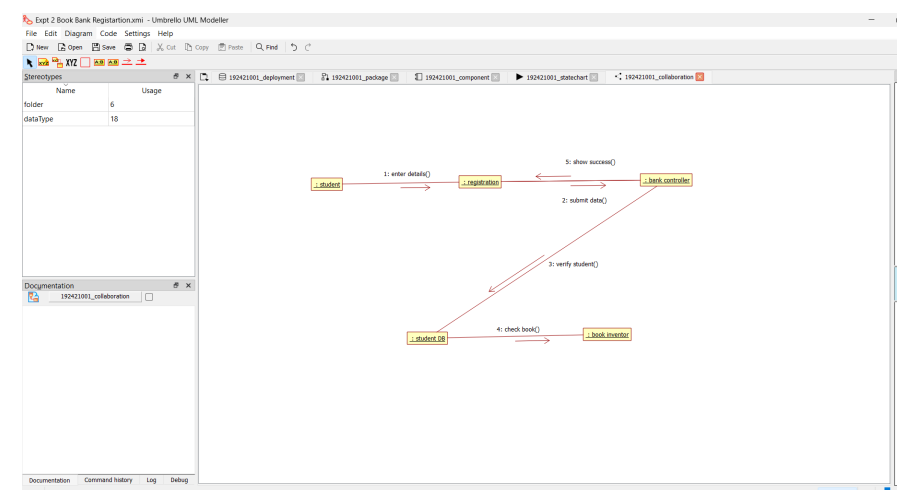 Expt 2 Book Bank Registartion.xmi - Umbrello UML Modeller
File Edit Diagram Code Settings Help
New Open Save Cut Copy Paste Find
XYZ A.B A.B
Stereotypes
192421001_deployment 192421001_package 192421001_component 192421001_statechart 192421001_collaboration
Name Usage
folder 6
dataType 18
5: show success()
1: enter details()
: student
: registration
: bank controller
2: submit data()
3: verify student()
Documentation
192421001_collaboration
4: check book()
: student DB
: book inventor
Documentation Command history Log Debug